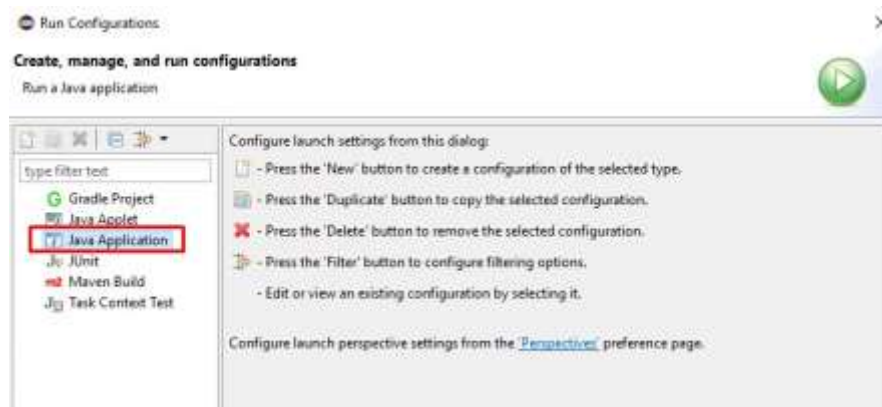 Run Configurations
Create, manage, and run configurations
Run a Java application
type filter text
Gradle Project
Java Applet
Java Application
JUnit
Maven Build
Task Context Test
Configure launch settings from this dialog:
- Press the 'New' button to create a configuration of the selected type.
- Press the 'Duplicate' button to copy the selected configuration.
- Press the 'Delete' button to remove the selected configuration.
- Press the 'Filter' button to configure filtering options.
- Edit or view an existing configuration by selecting it.
Configure launch perspective settings from the 'Perspectives' preference page.